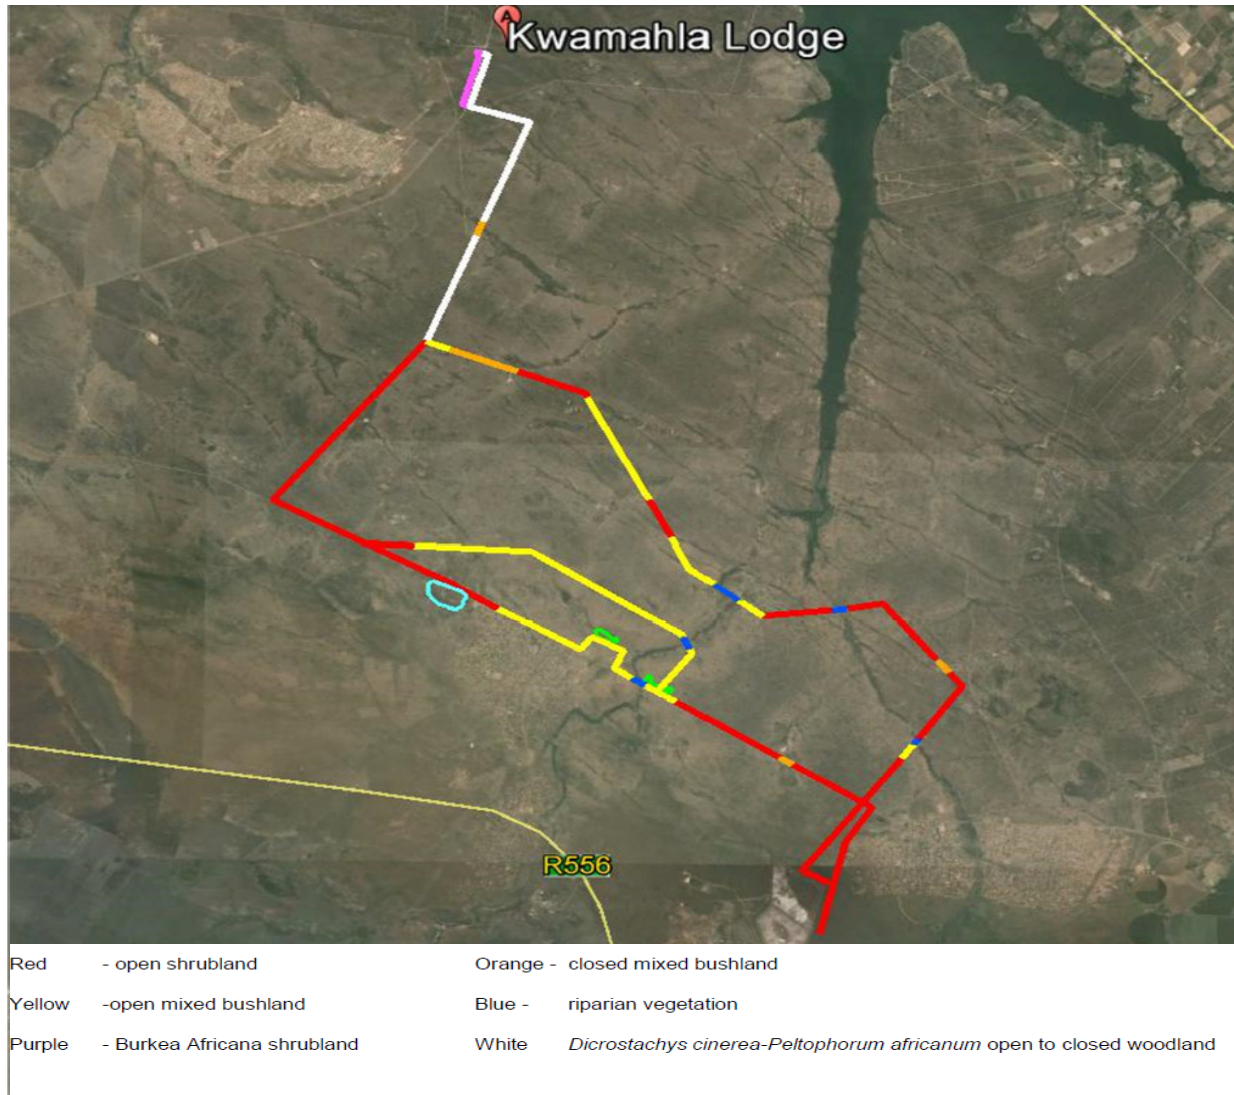 A
Kwamahla Lodge
R556
Red - open shrubland Orange - closed mixed bushland
Yellow -open mixed bushland Blue - riparian vegetation
Purple - Burkea Africana shrubland White Dicrostachys cinerea-Peltophorum africanum open to closed woodland